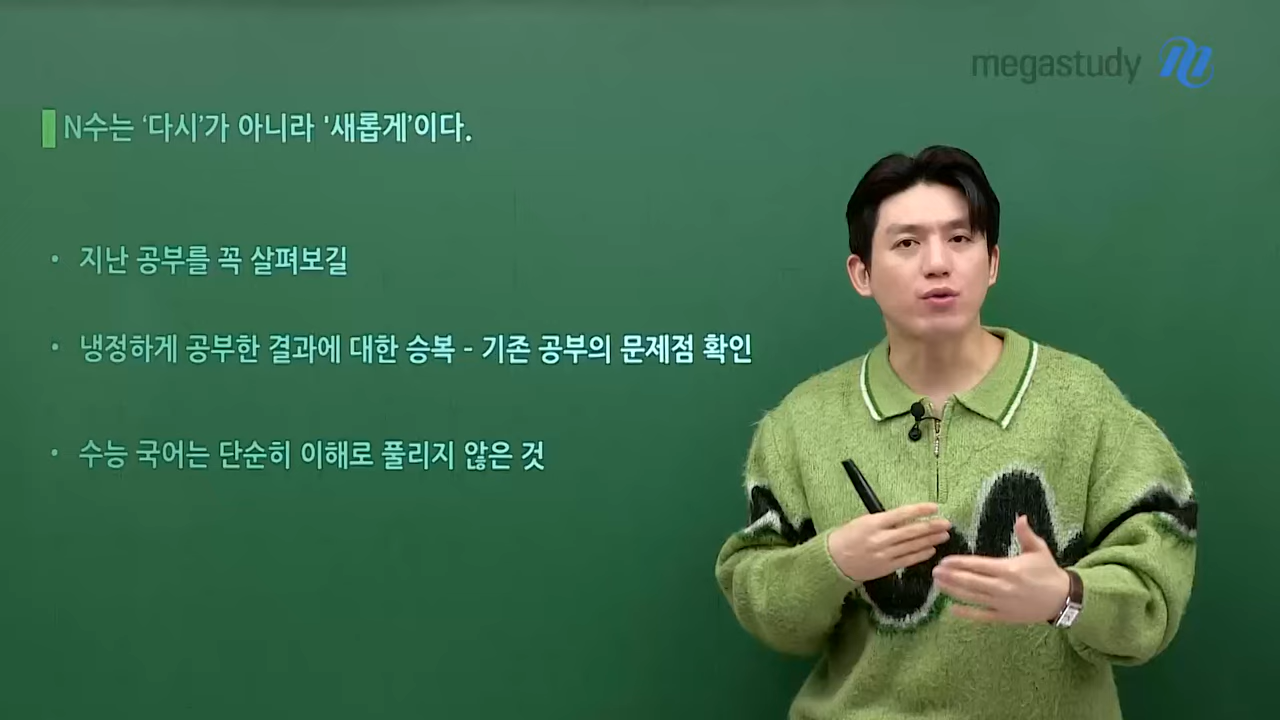 megastudy
N수는 ‘다시’가 아니라 '새롭게'이다.
• 지난 공부를 꼭 살펴보길
• 냉정하게 공부한 결과에 대한 승복 - 기존 공부의 문제점 확인
• 수능 국어는 단순히 이해로 풀리지 않은 것